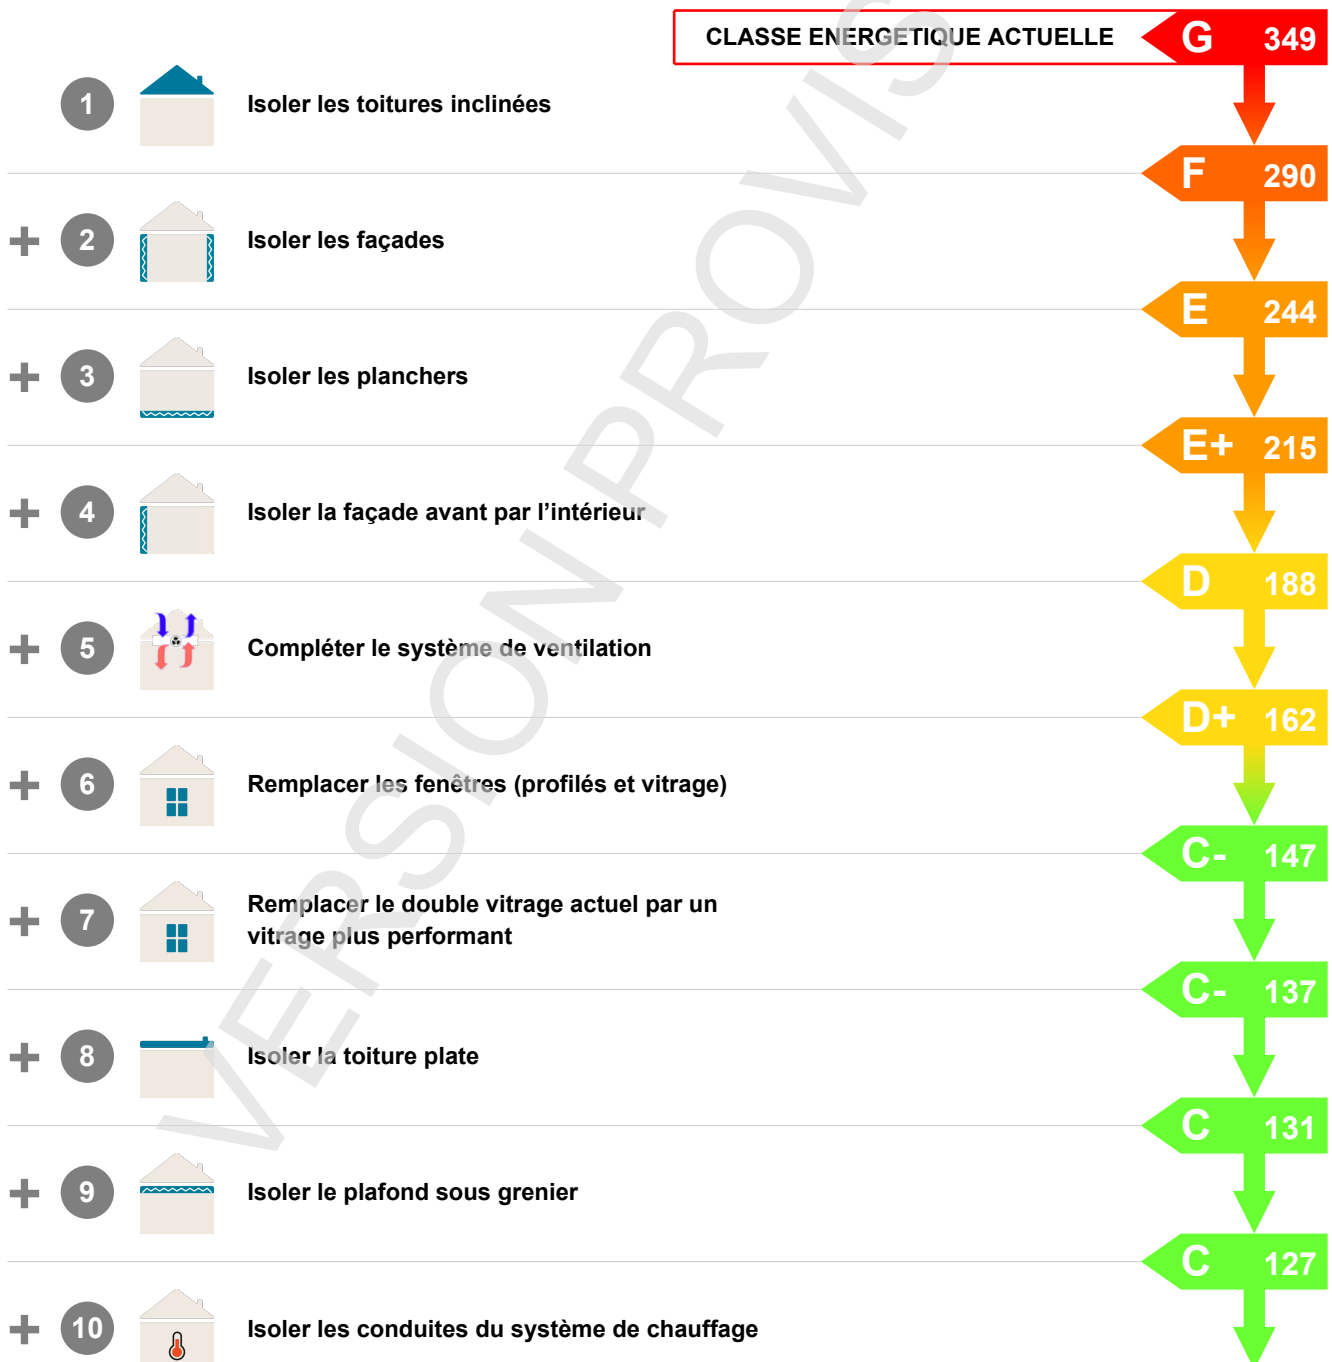 CLASSE ENERGETIQUE ACTUELLE G 349
1 Isoler les toitures inclinées
F 290
+ 2 Isoler les façades
E 244
+ 3 Isoler les planchers
E+ 215
+ 4 Isoler la façade avant par l’intérieur
D 188
+ 5 Compléter le système de ventilation
D+ 162
+ 6 Remplacer les fenêtres (profilés et vitrage)
C- 147
+ 7 Remplacer le double vitrage actuel par un
vitrage plus performant
C- 137
+ 8 Isoler la toiture plate
C 131
+ 9 Isoler le plafond sous grenier
C 127
+ 10 Isoler les conduites du système de chauffage
VERSION PROVIS